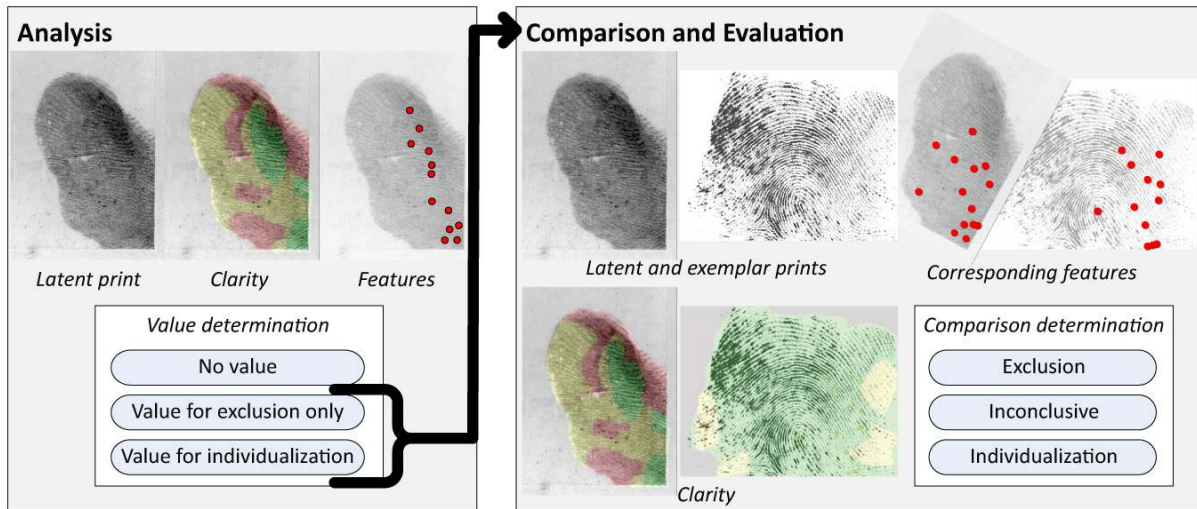 Analysis
Latent print
Clarity
Features
Value determination
No value
Value for exclusion only
Value for individualization
Comparison and Evaluation
Latent and exemplar prints
Corresponding features
Clarity
Comparison determination
Exclusion
Inconclusive
Individualization